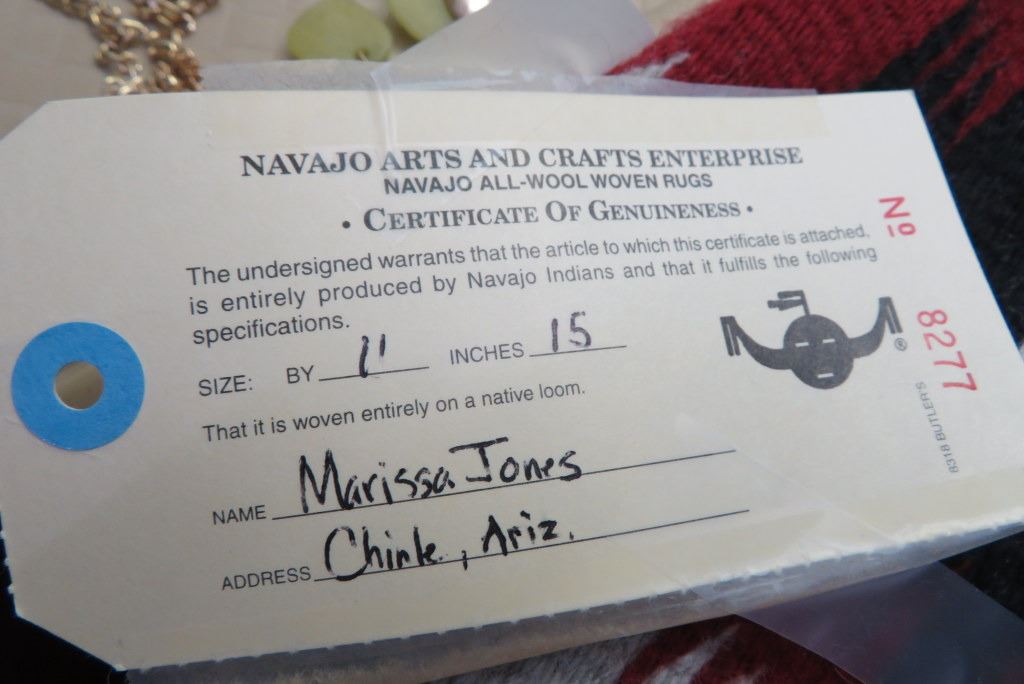 NAVAJO ARTS AND CRAFTS ENTERPRISE
NAVAJO ALL-WOOL WOVEN RUGS
• CERTIFICATE OF GENUINENESS •
The undersigned warrants that the article to which this certificate is attached,
is entirely produced by Navajo Indians and that it fulfills the following
specifications.
SIZE: BY 11 INCHES 15
That it is woven entirely on a native loom.
NAME Marissa Jones
ADDRESS Chinle, Ariz.
®
Nº 8277
8318 BUTLER'S